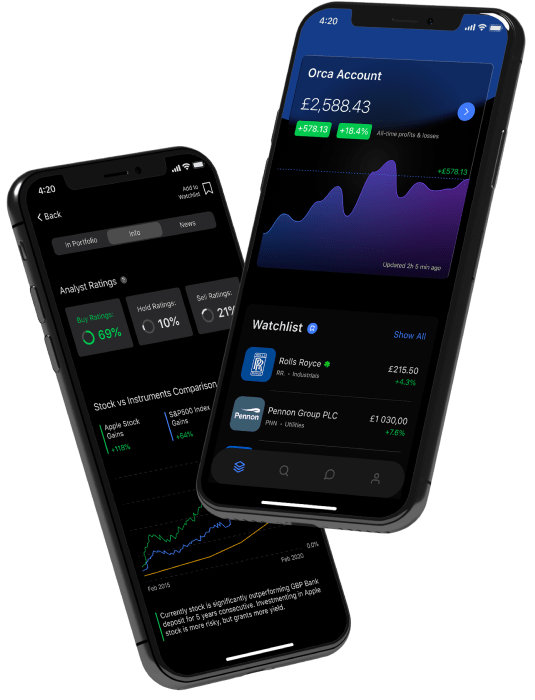 4:20
Orca Account
£2,588.43
+578.13
+18.4%
All-time profits & losses
+£578.13
Updated 2h 5 min ago
Watchlist
Show All
Rolls Royce
RR. • Industrials
£215.50
+4,3%
Pennon
Pennon Group PLC
PNN • Utilities
£1 030,00
+7.6%
4:20
Back
Add to
Watchlist
In Portfolio
Info
News
Analyst Ratings
?
Buy Ratings:
69%
Hold Ratings:
10%
Sell Ratings:
21%
Stock vs Instruments Comparison
Apple Stock
Gains
+118%
S&P500 Index
Gains
+64%
0,0%
Feb 2015
Feb 2020
Currently stock is significantly outperforming GBP Bank
deposit for 5 years consecutive. Investmenting in Apple
stock is more risky, but grants more yield.